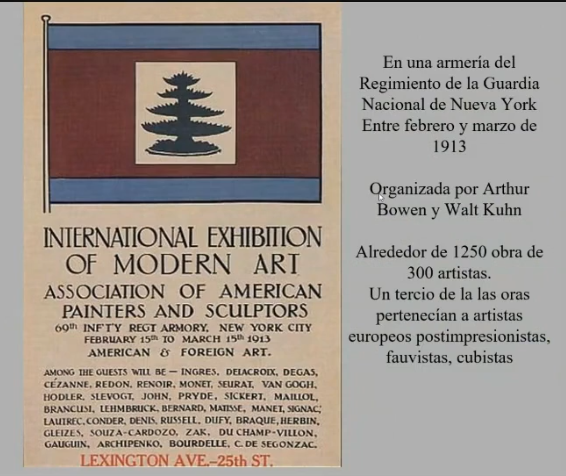 INTERNATIONAL EXHIBITION
OF MODERN ART
ASSOCIATION OF AMERICAN
PAINTERS AND SCULPTORS
69th INF'TY REGT ARMORY, NEW YORK CITY
FEBRUARY 15th TO MARCH 15th 1913
AMERICAN & FOREIGN ART.
AMONG THE GUESTS WILL BE — INGRES, DELACROIX, DEGAS,
CÉZANNE, REDON, RENOIR, MONET, SEURAT, VAN GOGH,
HODLER, SLEVOGT, JOHN, PRYDE, SICKERT, MAILLOL,
BRANCUSI, LEHMBRUCK, BERNARD, MATISSE, MANET, SIGNAC,
LAUTREC, CONDER, DENIS, RUSSELL, DUFY, BRAQUE, HERBIN,
GLEIZES, SOUZA-CARDOZO, ZAK, DU CHAMP-VILLON,
GAUGUIN, ARCHIPENKO, BOURDELLE, C. DE SEGONZAC.
LEXINGTON AVE.–25th ST.
En una armería del
Regimiento de la Guardia
Nacional de Nueva York
Entre febrero y marzo de
1913
Organizada por Arthur
Bowen y Walt Kuhn
Alrededor de 1250 obra de
300 artistas.
Un tercio de la las oras
pertenecían a artistas
europeos postimpresionistas,
fauvistas, cubistas